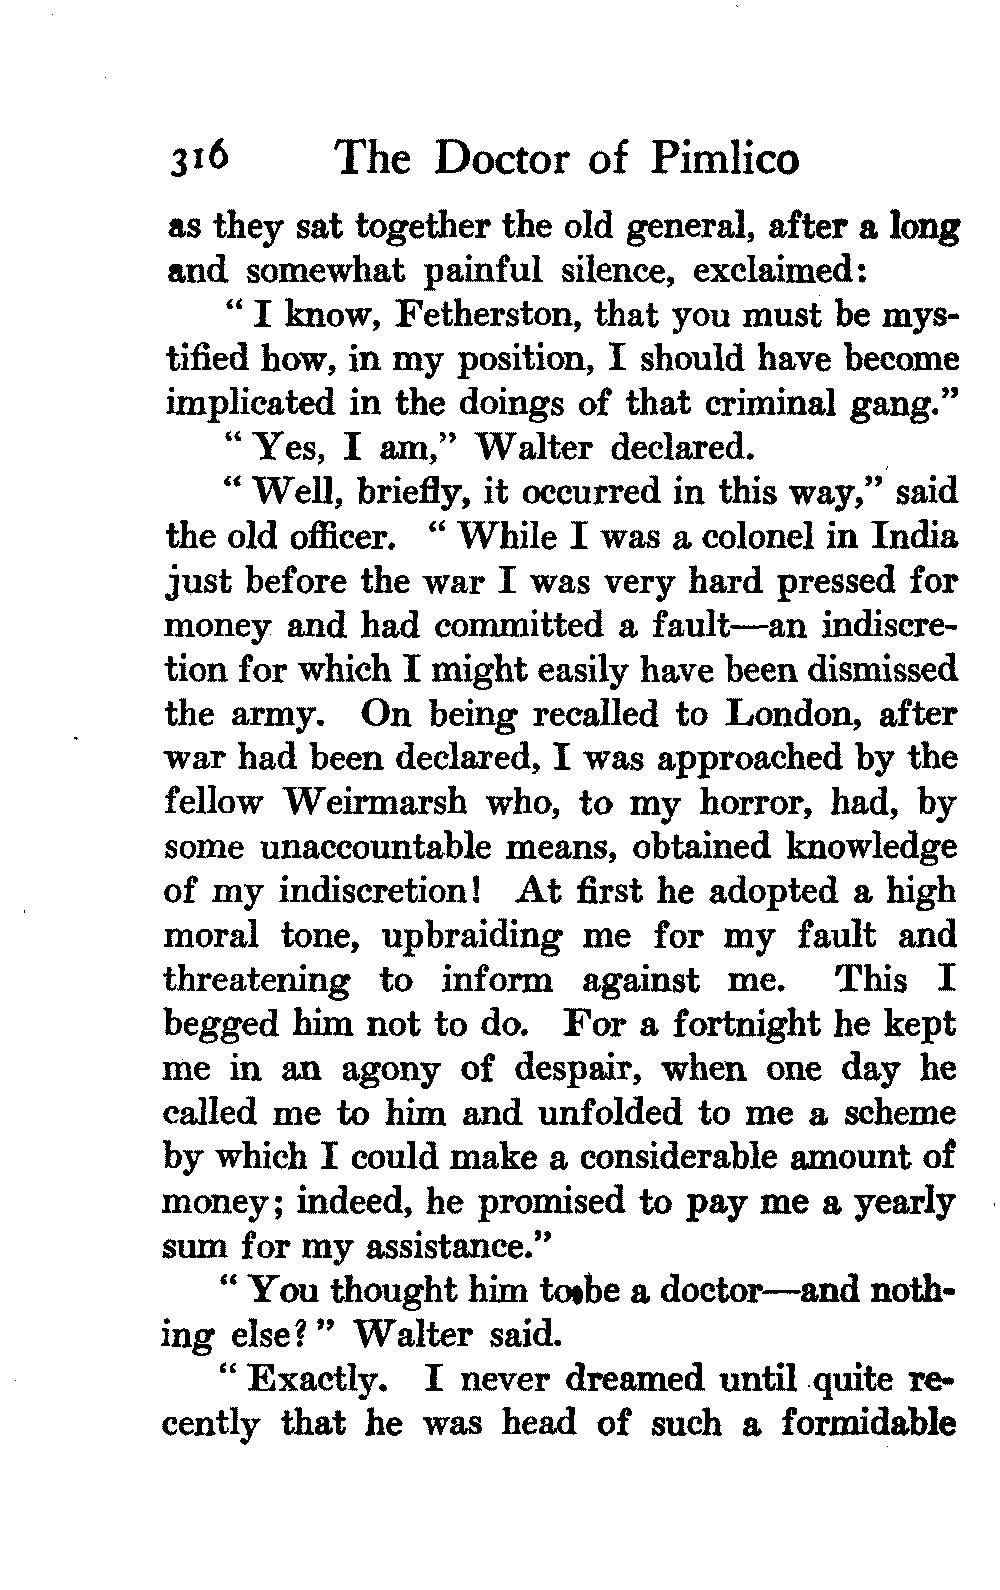 316 The Doctor of Pimlico
as they sat together the old general, after a long
and somewhat painful silence, exclaimed:
“ I know, Fetherston, that you must be mys-
tified how, in my position, I should have become
implicated in the doings of that criminal gang.”
“ Yes, I am,” Walter declared.
“ Well, briefly, it occurred in this way,” said
the old officer. “ While I was a colonel in India
just before the war I was very hard pressed for
money and had committed a fault—an indiscre-
tion for which I might easily have been dismissed
the army. On being recalled to London, after
war had been declared, I was approached by the
fellow Weirmarsh who, to my horror, had, by
some unaccountable means, obtained knowledge
of my indiscretion! At first he adopted a high
moral tone, upbraiding me for my fault and
threatening to inform against me. This I
begged him not to do. For a fortnight he kept
me in an agony of despair, when one day he
called me to him and unfolded to me a scheme
by which I could make a considerable amount of
money; indeed, he promised to pay me a yearly
sum for my assistance.”
“ You thought him to be a doctor—and noth-
ing else? ” Walter said.
“ Exactly. I never dreamed until quite re-
cently that he was head of such a formidable